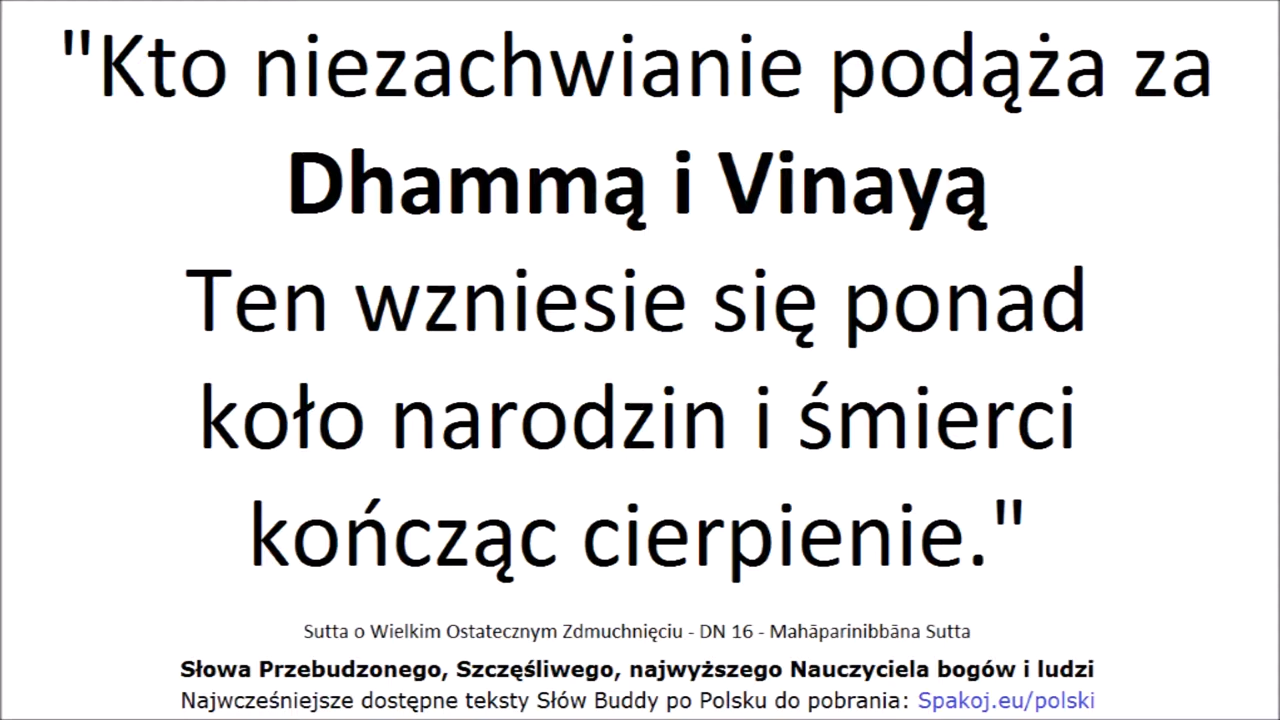 "Kto niezachwianie podąża za
Dhammą i Vinayą
Ten wzniesie się ponad
koło narodzin i śmierci
kończąc cierpienie."
Sutta o Wielkim Ostatecznym Zdmuchnięciu - DN 16 - Mahāparinibbāna Sutta
Słowa Przebudzonego, Szczęśliwego, najwyższego Nauczyciela bogów i ludzi
Najwcześniejsze dostępne teksty Słów Buddy po Polsku do pobrania: Spakoj.eu/polski